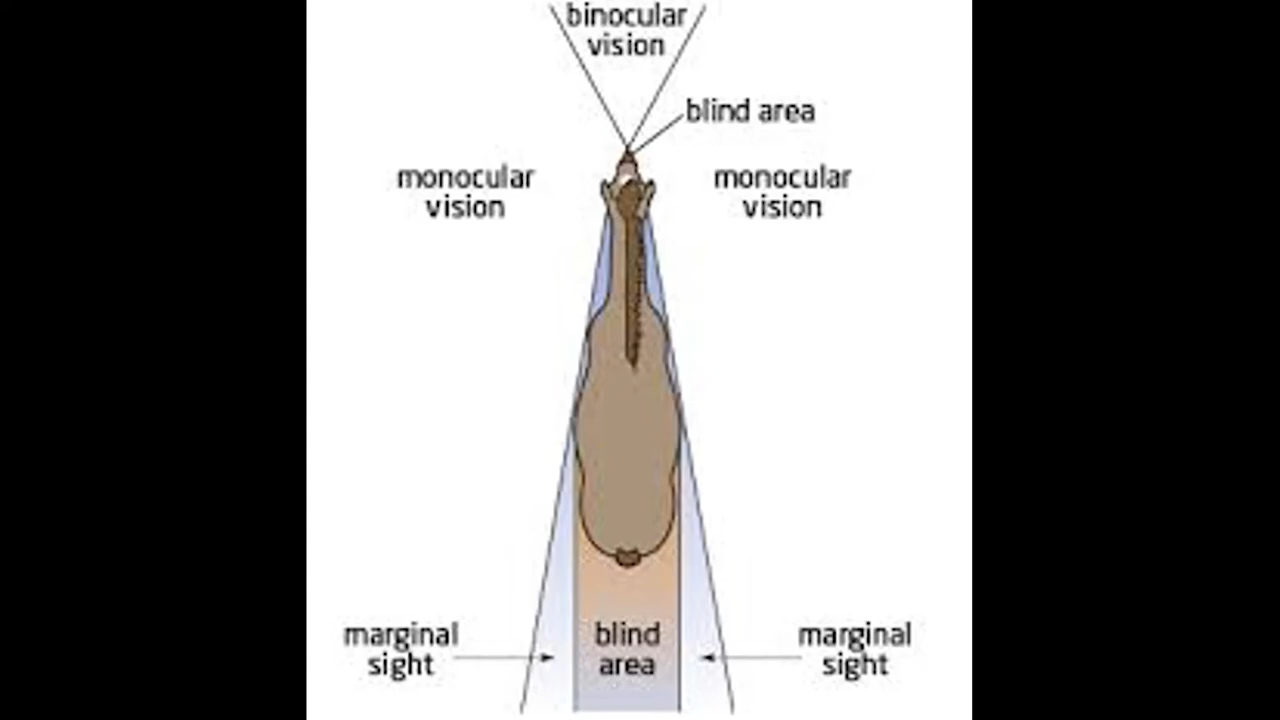 binocular
vision
blind area
monocular
vision
monocular
vision
marginal
sight
blind
area
marginal
sight